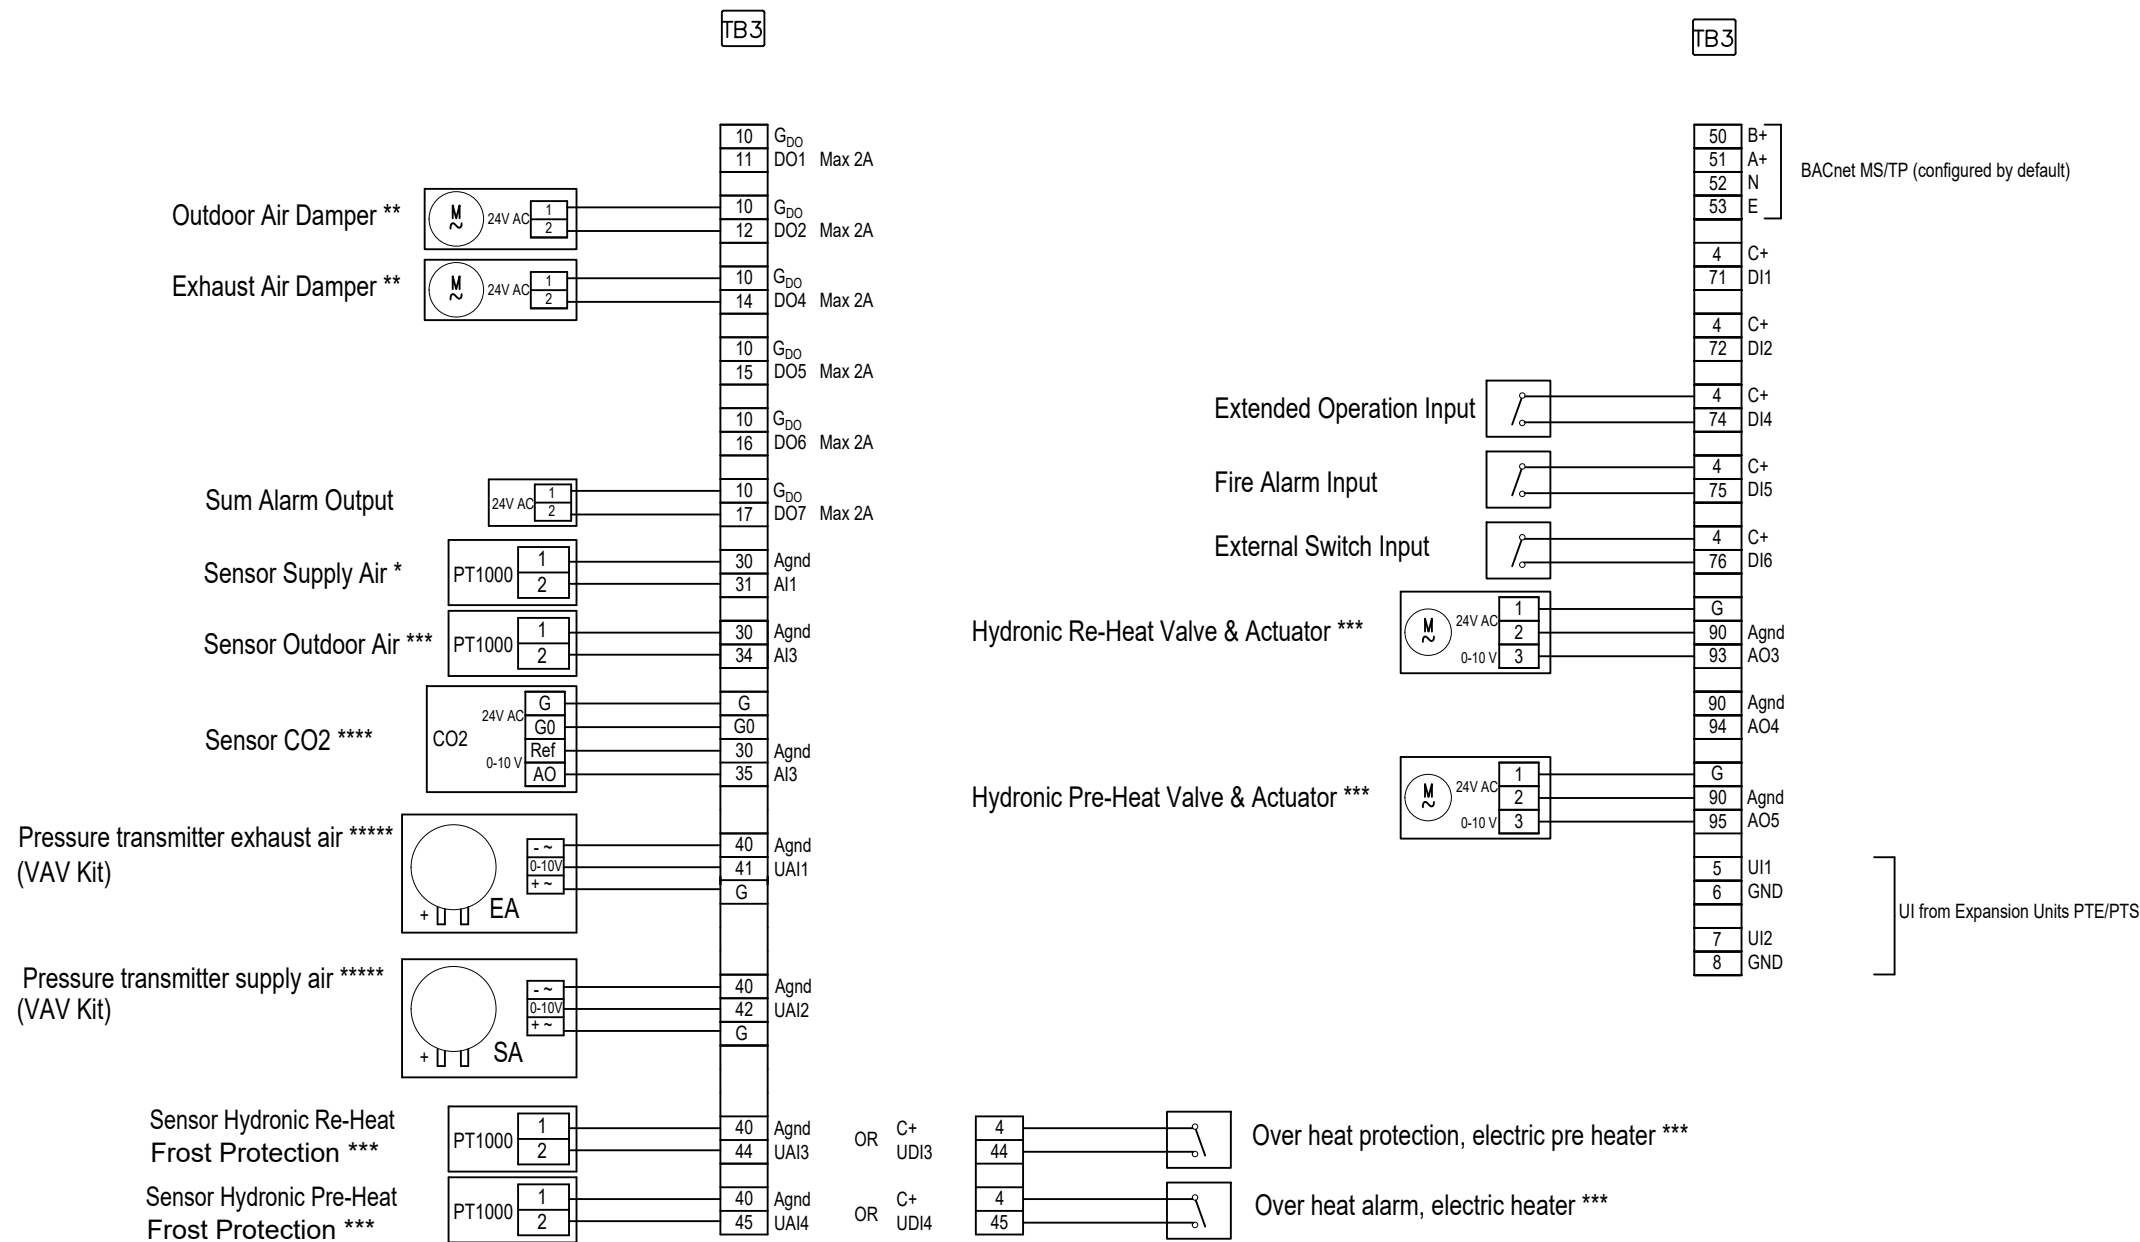 TB3
10 G_DO
11 DO1 Max 2A
Outdoor Air Damper **
M ~ 24V AC 1 2
10 G_DO
12 DO2 Max 2A
Exhaust Air Damper **
M ~ 24V AC 1 2
10 G_DO
14 DO4 Max 2A
10 G_DO
15 DO5 Max 2A
10 G_DO
16 DO6 Max 2A
Sum Alarm Output
24V AC 1 2
10 G_DO
17 DO7 Max 2A
Sensor Supply Air *
PT1000 1 2
30 Agnd
31 AI1
Sensor Outdoor Air ***
PT1000 1 2
30 Agnd
34 AI3
Sensor CO2 ****
CO2
24V AC
0-10 V
G G
G0 G0
Ref 30 Agnd
AO 35 AI3
Pressure transmitter exhaust air *****
(VAV Kit)
- ~ 40 Agnd
0-10V 41 UAI1
+ ~ G
+ EA
Pressure transmitter supply air *****
(VAV Kit)
- ~ 40 Agnd
0-10V 42 UAI2
+ ~ G
+ SA
Sensor Hydronic Re-Heat
Frost Protection ***
PT1000 1 2
40 Agnd
44 UAI3
OR
C+ 4
UDI3 44
Over heat protection, electric pre heater ***
Sensor Hydronic Pre-Heat
Frost Protection ***
PT1000 1 2
40 Agnd
45 UAI4
OR
C+ 4
UDI4 45
Over heat alarm, electric heater ***
TB3
50 B+
51 A+
52 N
53 E
BACnet MS/TP (configured by default)
4 C+
71 DI1
4 C+
72 DI2
Extended Operation Input
4 C+
74 DI4
Fire Alarm Input
4 C+
75 DI5
External Switch Input
4 C+
76 DI6
Hydronic Re-Heat Valve & Actuator ***
M ~ 24V AC
0-10 V
1 G
2 90 Agnd
3 93 AO3
90 Agnd
94 AO4
Hydronic Pre-Heat Valve & Actuator ***
M ~ 24V AC
0-10 V
1 G
2 90 Agnd
3 95 AO5
5 UI1
6 GND
7 UI2
8 GND
UI from Expansion Units PTE/PTS